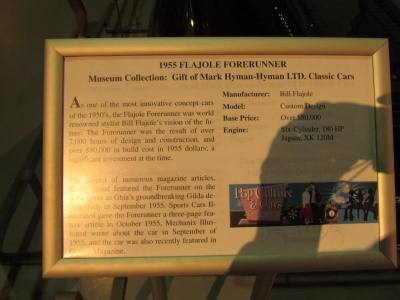 1955 FLAJOLE FORERUNNER
Museum Collection: Gift of Mark Hyman-Hyman LTD. Classic Cars
As one of the most innovative concept cars
of the 1950's, the Flajole Forerunner was world
renowned stylist Bill Flajole's vision of the fu-
ture. The Forerunner was the result of over
7,000 hours of design and construction, and
over $80,000 in build cost in 1955 dollars; a
significant investment at the time.
The subject of numerous magazine articles,
featured the Forerunner on the
as Ghia's groundbreaking Gilda de-
in September 1955. Sports Cars Il-
gave the Forerunner a three-page fea-
article in October 1955, Mechanix Illus-
wrote about the car in September of
1955, and the car was also recently featured in
Magazine.
Manufacturer: Bill Flajole
Model: Custom Design
Base Price: Over $80,000
Engine: Six-Cylinder, 180 HP
Jaguar, XK 120M
Pop Culture
& Cars